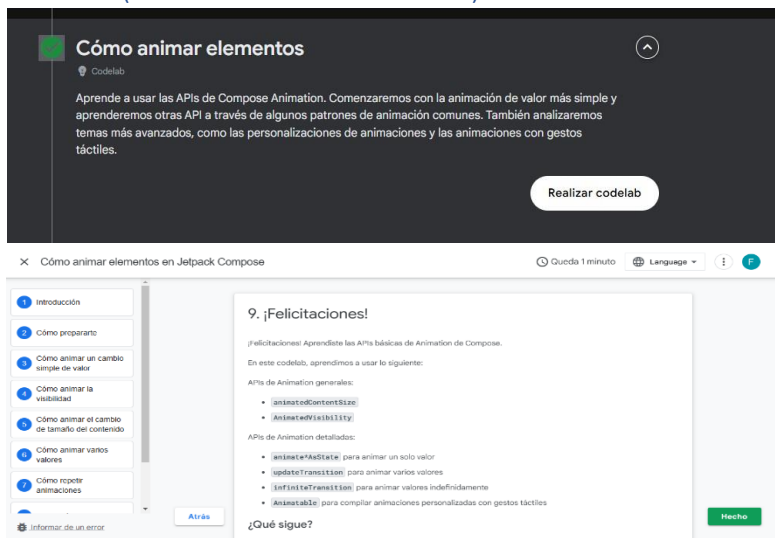 Cómo animar elementos
Codelab
Aprende a usar las APIs de Compose Animation. Comenzaremos con la animación de valor más simple y
aprenderemos otras API a través de algunos patrones de animación comunes. También analizaremos
temas más avanzados, como las personalizaciones de animaciones y las animaciones con gestos
táctiles.
Realizar codelab
Cómo animar elementos en Jetpack Compose
Queda 1 minuto
Language
F
1 Introducción
2 Cómo prepararte
3 Cómo animar un cambio
simple de valor
4 Cómo animar la
visibilidad
5 Cómo animar el cambio
de tamaño del contenido
6 Cómo animar varios
valores
7 Cómo repetir
animaciones
Informar de un error
9. ¡Felicitaciones!
¡Felicitaciones! Aprendiste las APIs básicas de Animation de Compose.
En este codelab, aprendimos a usar lo siguiente:
APIs de Animation generales:
• animatedContentSize
• AnimatedVisibility
APIs de Animation detalladas:
• animate*AsState para animar un solo valor
• updateTransition para animar varios valores
• infiniteTransition para animar valores indefinidamente
• Animatable para compilar animaciones personalizadas con gestos táctiles
¿Qué sigue?
Atrás
Hecho